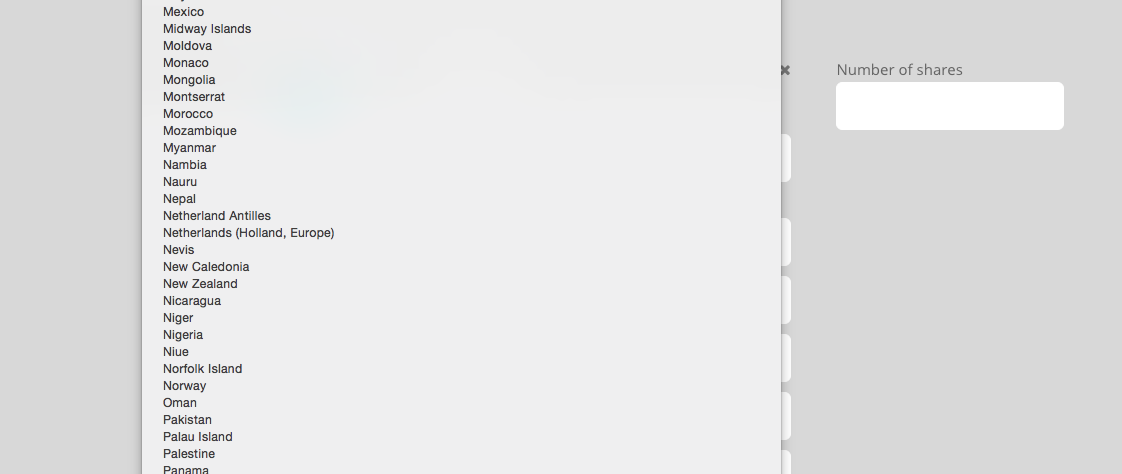 Mexico
Midway Islands
Moldova
Monaco
Mongolia
Montserrat
Morocco
Mozambique
Myanmar
Nambia
Nauru
Nepal
Netherland Antilles
Netherlands (Holland, Europe)
Nevis
New Caledonia
New Zealand
Nicaragua
Niger
Nigeria
Niue
Norfolk Island
Norway
Oman
Pakistan
Palau Island
Palestine
Panama
Number of shares